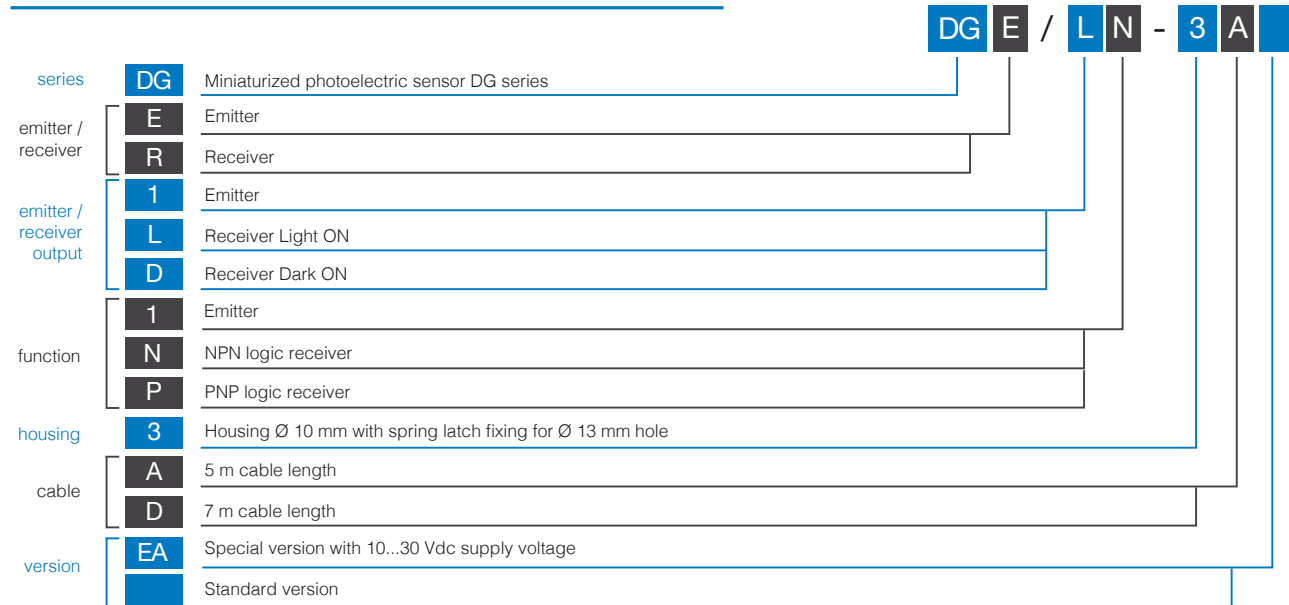 DG E / L N - 3 A
series DG Miniaturized photoelectric sensor DG series
emitter /
receiver
E Emitter
R Receiver
emitter /
receiver
output
1 Emitter
L Receiver Light ON
D Receiver Dark ON
function
1 Emitter
N NPN logic receiver
P PNP logic receiver
housing 3 Housing Ø 10 mm with spring latch fixing for Ø 13 mm hole
cable
A 5 m cable length
D 7 m cable length
version
EA Special version with 10...30 Vdc supply voltage
Standard version